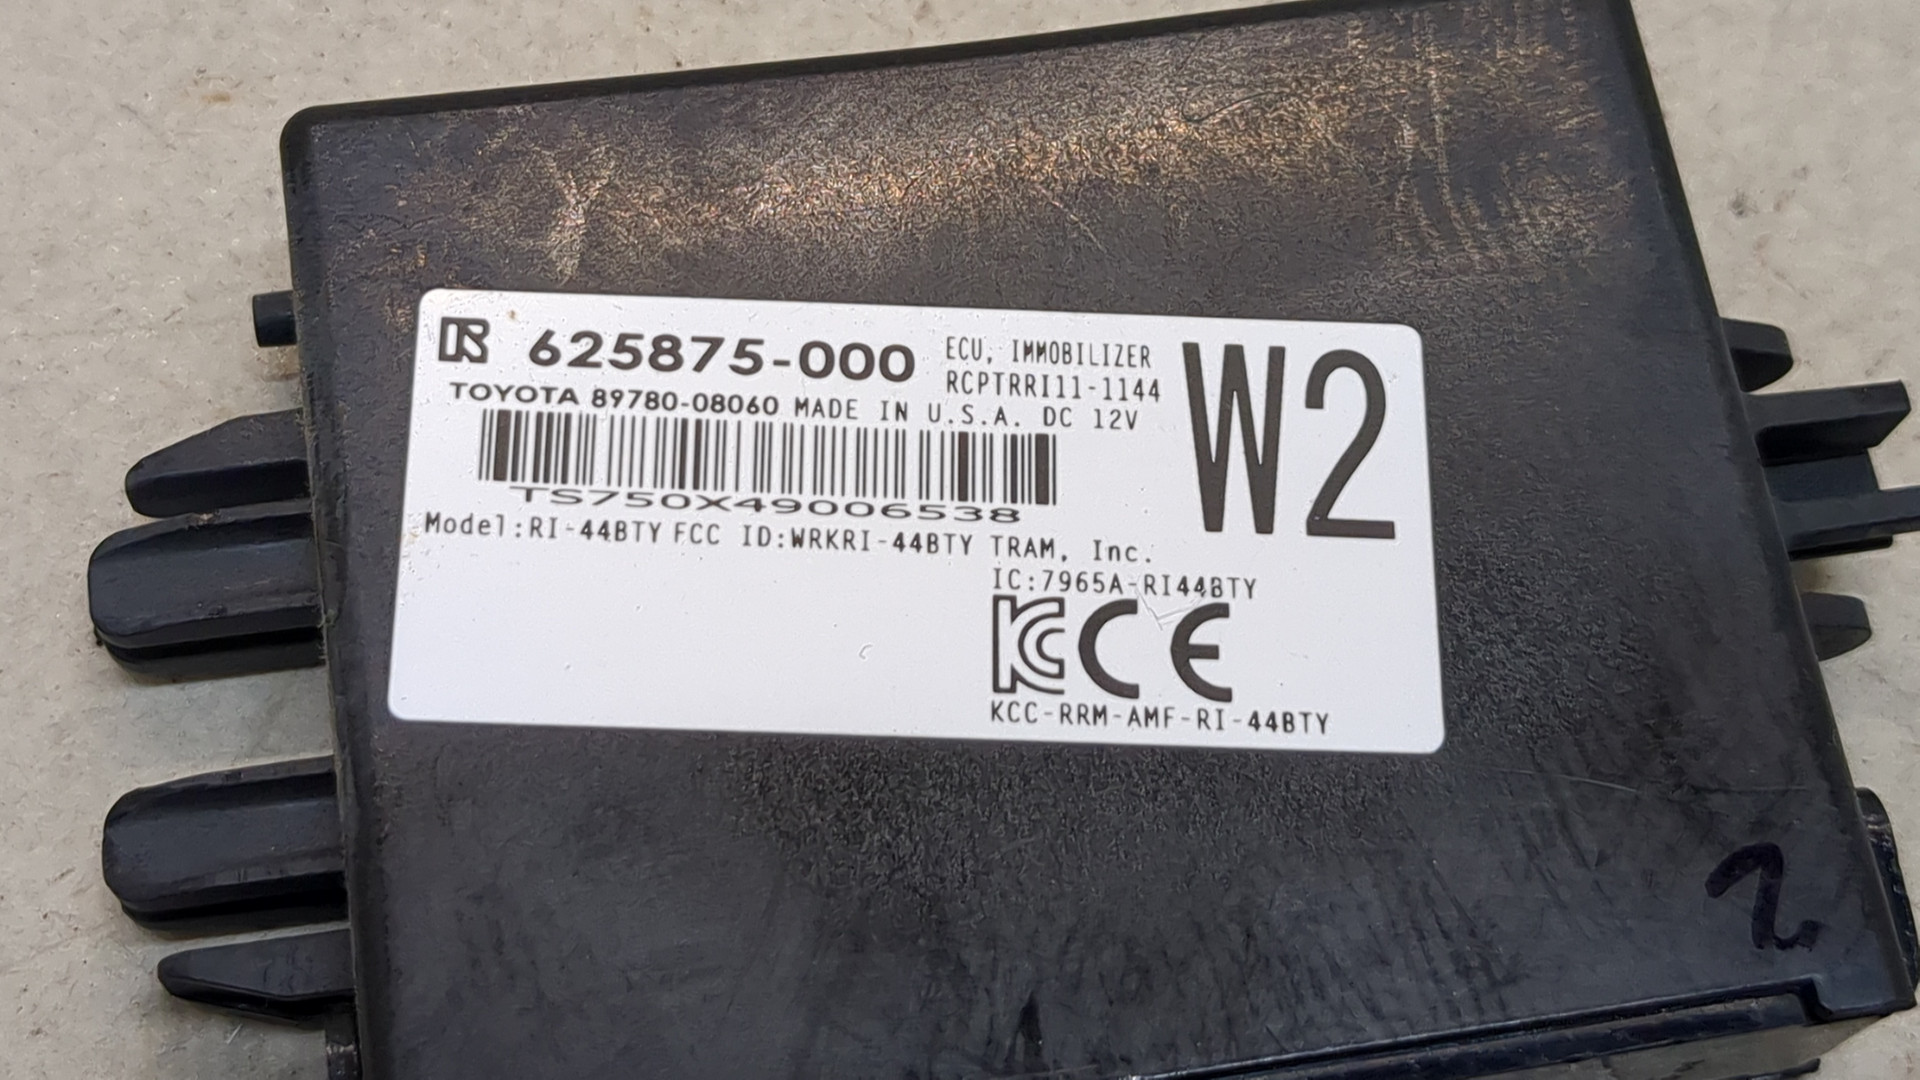 625875-000 ECU, IMMOBILIZER
RCPTRRI11-1144
W2
TOYOTA 89780-08060 MADE IN U.S.A. DC 12V
TS750X49006538
Model:RI-44BTY FCC ID:WRKRI-44BTY TRAM, Inc.
IC:7965A-RI44BTY
KC CE
KCC-RRM-AMF-RI-44BTY
2